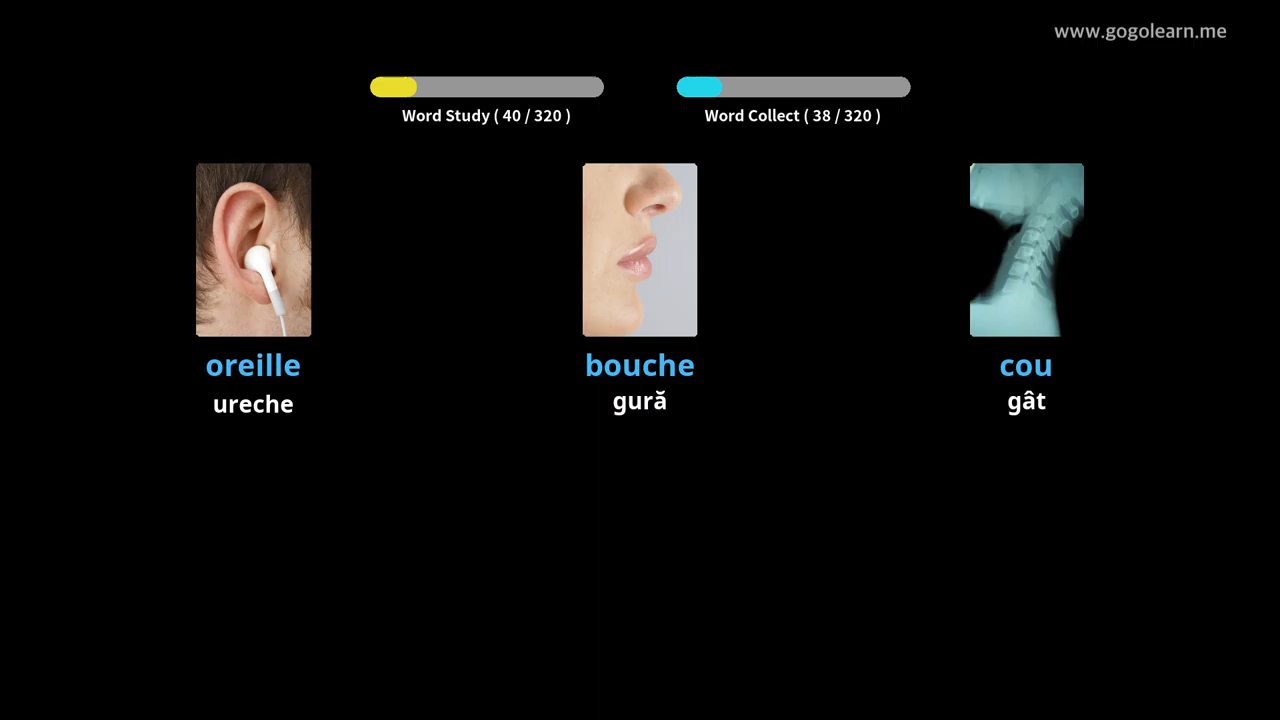 www.gogolearn.me
Word Study ( 40 / 320 )
Word Collect ( 38 / 320 )
oreille
ureche
bouche
gură
cou
gât